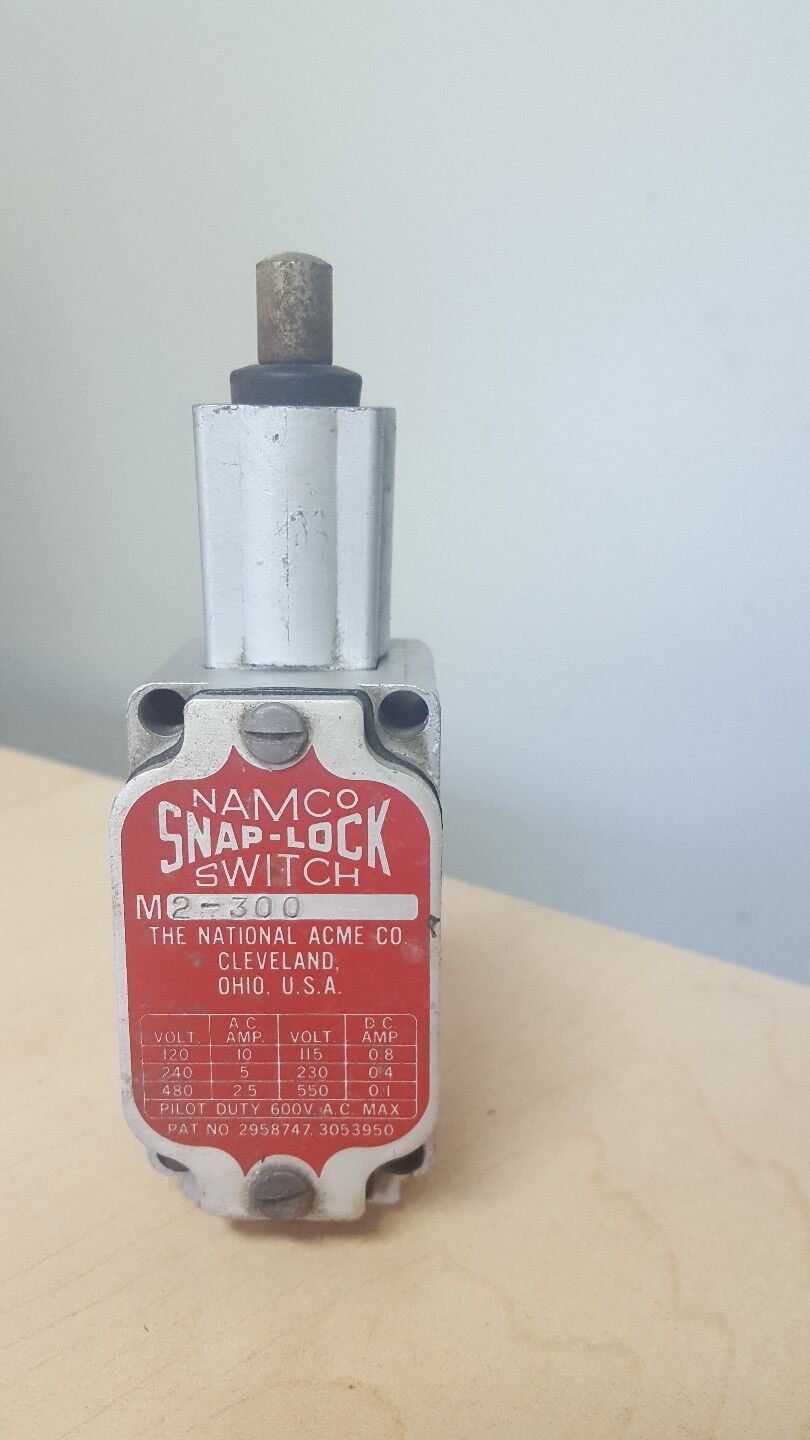 NAMCO
SNAP-LOCK
SWITCH
M 2-300
THE NATIONAL ACME CO.
CLEVELAND,
OHIO. U.S.A.
VOLT. A C AMP. VOLT. D C AMP
120 10 115 0.8
240 5 230 0.4
480 2.5 550 0.1
PILOT DUTY 600V. A.C. MAX
PAT NO 2958747, 3053950